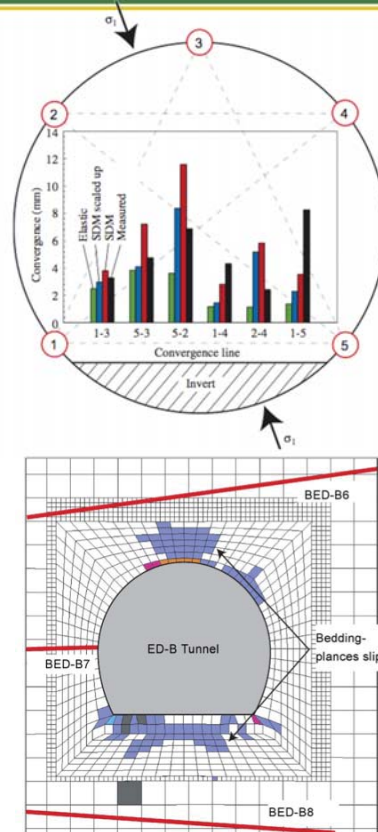 σ1
3
2
4
14
12
10
8
6
4
2
0
Convergence (mm)
Elastic
SDM scaled up
SDM
Measured
1-3
5-3
5-2
1-4
2-4
1-5
Convergence line
1
5
Invert
σ1
BED-B6
ED-B Tunnel
BED-B7
Bedding-
plances slip
BED-B8